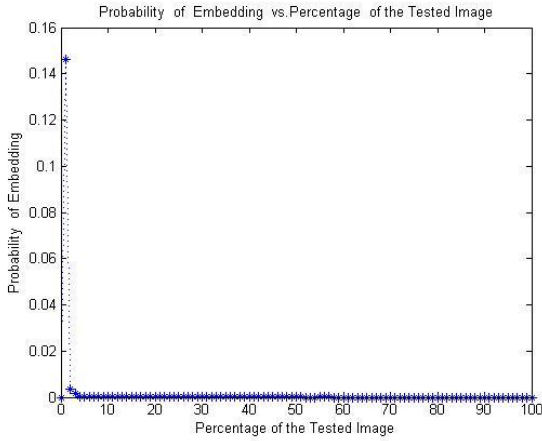 Probability of Embedding vs.Percentage of the Tested Image
0.16
0.14
0.12
0.1
0.08
0.06
0.04
0.02
0
Probability of Embedding
0 10 20 30 40 50 60 70 80 90 100
Percentage of the Tested Image